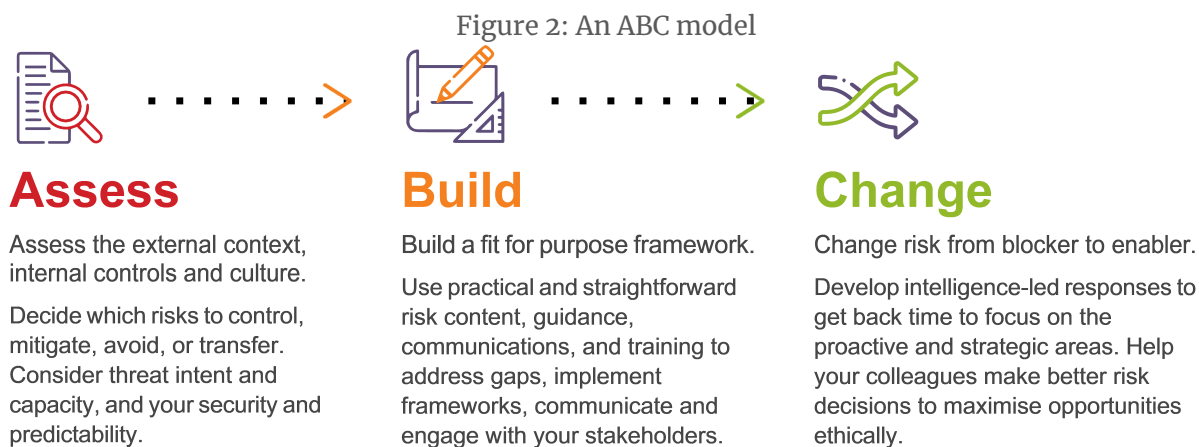 Figure 2: An ABC model
Assess
Assess the external context,
internal controls and culture.
Decide which risks to control,
mitigate, avoid, or transfer.
Consider threat intent and
capacity, and your security and
predictability.
Build
Build a fit for purpose framework.
Use practical and straightforward
risk content, guidance,
communications, and training to
address gaps, implement
frameworks, communicate and
engage with your stakeholders.
Change
Change risk from blocker to enabler.
Develop intelligence-led responses to
get back time to focus on the
proactive and strategic areas. Help
your colleagues make better risk
decisions to maximise opportunities
ethically.